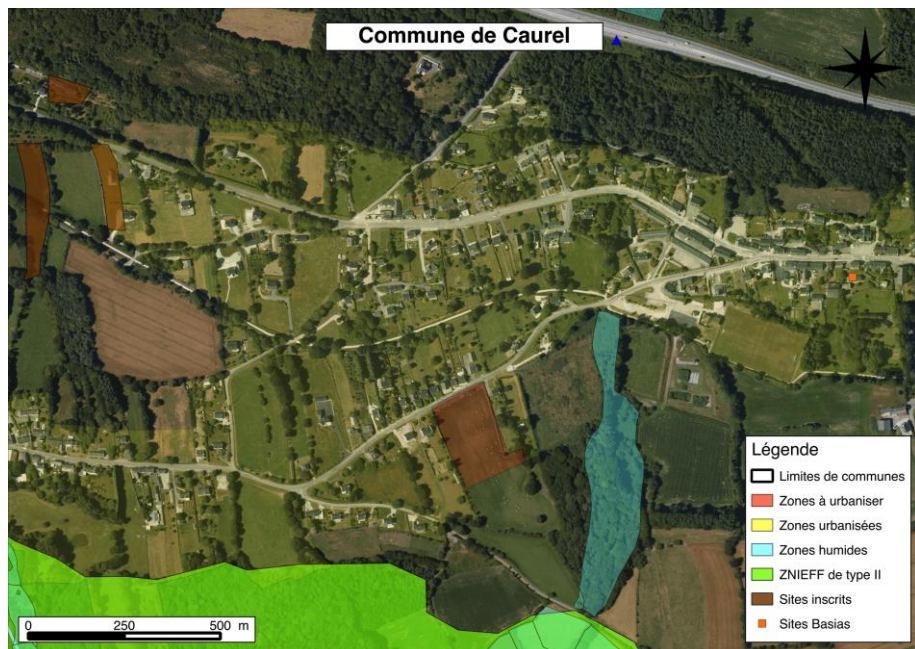 Commune de Caurel
Légende
Limites de communes
Zones à urbaniser
Zones urbanisées
Zones humides
ZNIEFF de type II
Sites inscrits
Sites Basias
0 250 500 m